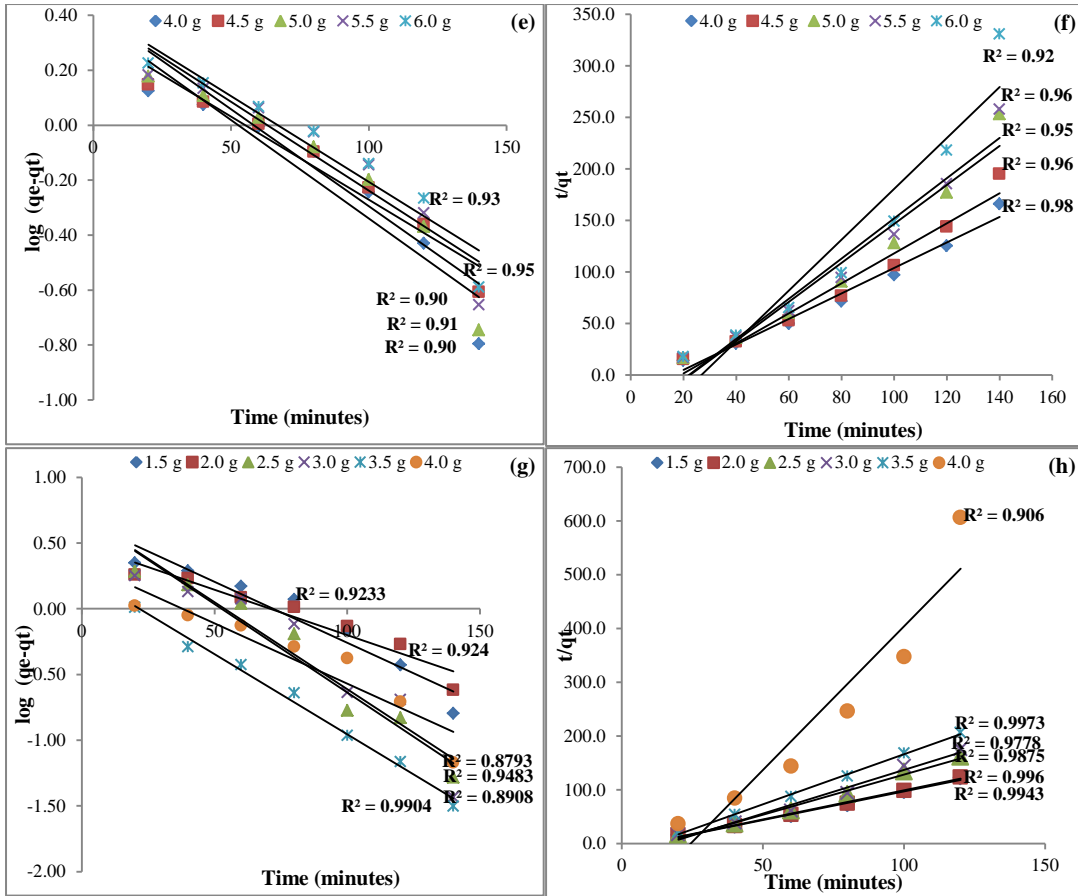 4.0 g 4.5 g 5.0 g 5.5 g 6.0 g (e)
0.40
0.20
0.00
-0.20
-0.40
-0.60
-0.80
-1.00
0 50 100 150
log (qe-qt)
R² = 0.93
R² = 0.95
R² = 0.90
R² = 0.91
R² = 0.90
Time (minutes)
4.0 g 4.5 g 5.0 g 5.5 g 6.0 g (f)
350.0
300.0
250.0
200.0
150.0
100.0
50.0
0.0
t/qt
R² = 0.92
R² = 0.96
R² = 0.95
R² = 0.96
R² = 0.98
0 20 40 60 80 100 120 140 160
Time (minutes)
1.5 g 2.0 g 2.5 g 3.0 g 3.5 g 4.0 g (g)
1.00
0.50
0.00
-0.50
-1.00
-1.50
-2.00
0 50 100 150
log (qe-qt)
R² = 0.9233
R² = 0.924
R² = 0.8793
R² = 0.9483
R² = 0.8908
R² = 0.9904
Time (minutes)
1.5 g 2.0 g 2.5 g 3.0 g 3.5 g 4.0 g (h)
700.0
600.0
500.0
400.0
300.0
200.0
100.0
0.0
t/qt
R² = 0.906
R² = 0.9973
R² = 0.9778
R² = 0.9875
R² = 0.996
R² = 0.9943
0 50 100 150
Time (minutes)